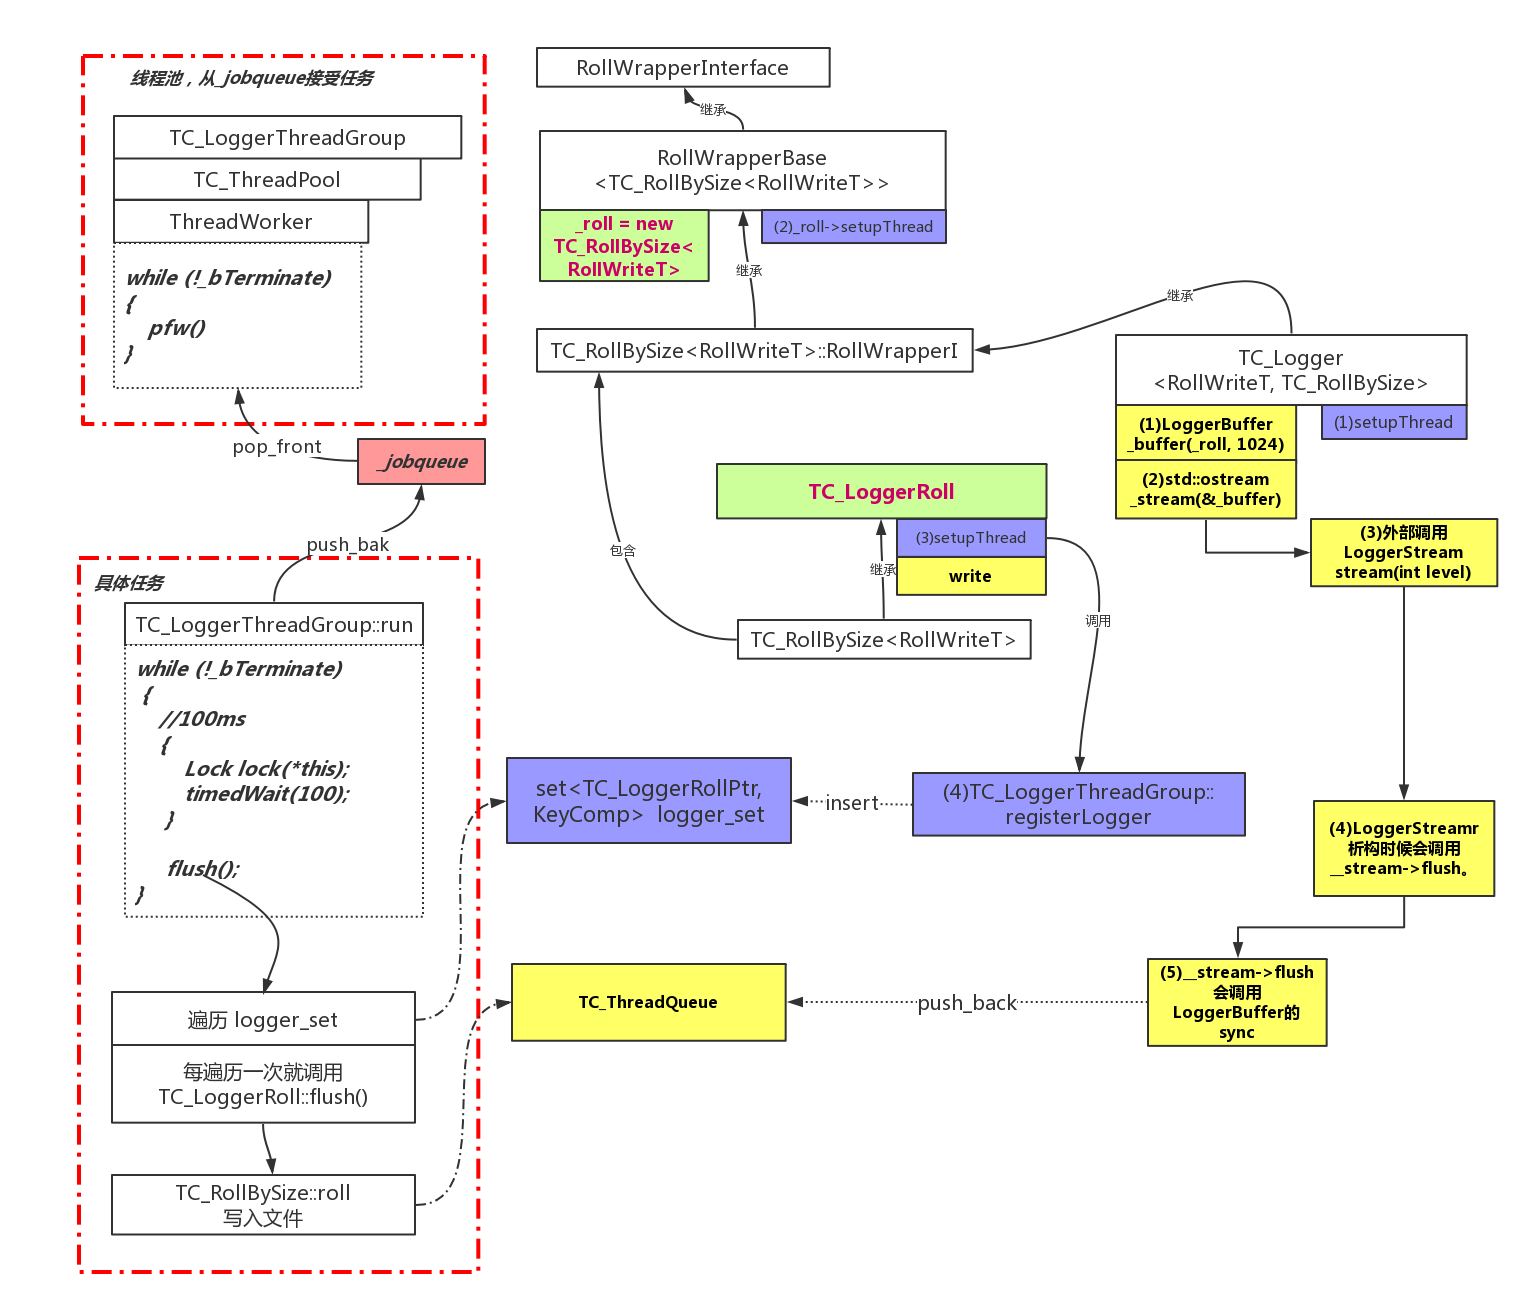 线程池，从_jobqueue接受任务
TC_LoggerThreadGroup
TC_ThreadPool
ThreadWorker
while (!_bTerminate)
{
pfw()
}
pop_front
_jobqueue
push_bak
具体任务
TC_LoggerThreadGroup::run
while (!_bTerminate)
{
//100ms
{
Lock lock(*this);
timedWait(100);
}
flush();
}
遍历 logger_set
每遍历一次就调用
TC_LoggerRoll::flush()
TC_RollBySize::roll
写入文件
RollWrapperInterface
继承
RollWrapperBase
<TC_RollBySize<RollWriteT>>
_roll = new
TC_RollBySize<
RollWriteT>
(2)_roll->setupThread
继承
TC_RollBySize<RollWriteT>::RollWrapperI
继承
TC_Logger
<RollWriteT, TC_RollBySize>
(1)LoggerBuffer
_buffer(_roll, 1024)
(1)setupThread
(2)std::ostream
_stream(&_buffer)
TC_LoggerRoll
(3)setupThread
write
包含
继承
TC_RollBySize<RollWriteT>
调用
(3)外部调用
LoggerStream
stream(int level)
set<TC_LoggerRollPtr,
KeyComp>  logger_set
insert
(4)TC_LoggerThreadGroup::
registerLogger
(4)LoggerStreamr
析构时候会调用
__stream->flush。
TC_ThreadQueue
push_back
(5)__stream->flush
会调用
LoggerBuffer的
sync